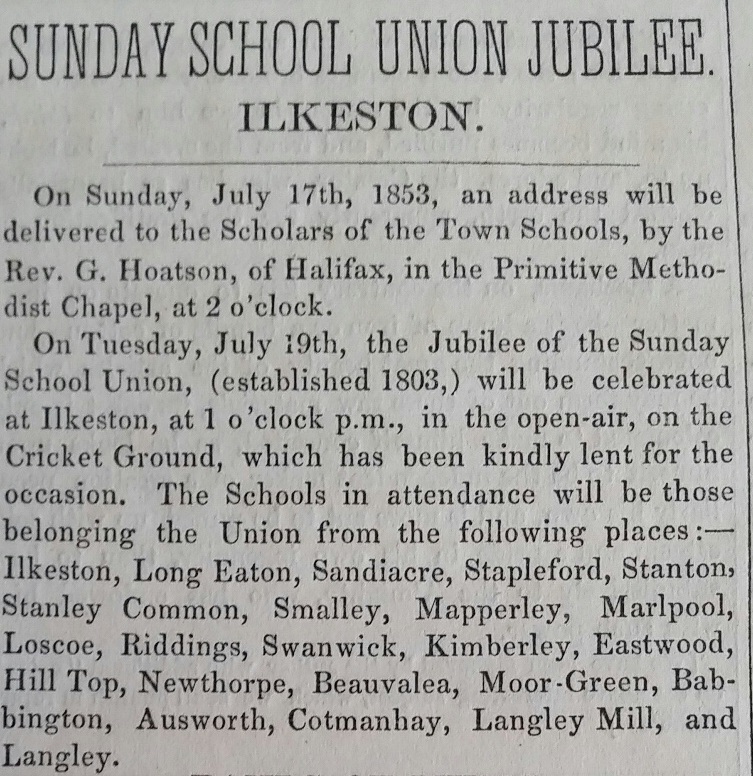 SUNDAY SCHOOL UNION JUBILEE.
ILKESTON.
On Sunday, July 17th, 1853, an address will be
delivered to the Scholars of the Town Schools, by the
Rev. G. Hoatson, of Halifax, in the Primitive Metho-
dist Chapel, at 2 o'clock.
On Tuesday, July 19th, the Jubilee of the Sunday
School Union, (established 1803,) will be celebrated
at Ilkeston, at 1 o'clock p.m., in the open-air, on the
Cricket Ground, which has been kindly lent for the
occasion. The Schools in attendance will be those
belonging the Union from the following places:—
Ilkeston, Long Eaton, Sandiacre, Stapleford, Stanton,
Stanley Common, Smalley, Mapperley, Marlpool,
Loscoe, Riddings, Swanwick, Kimberley, Eastwood,
Hill Top, Newthorpe, Beauvalea, Moor-Green, Bab-
bington, Ausworth, Cotmanhay, Langley Mill, and
Langley.